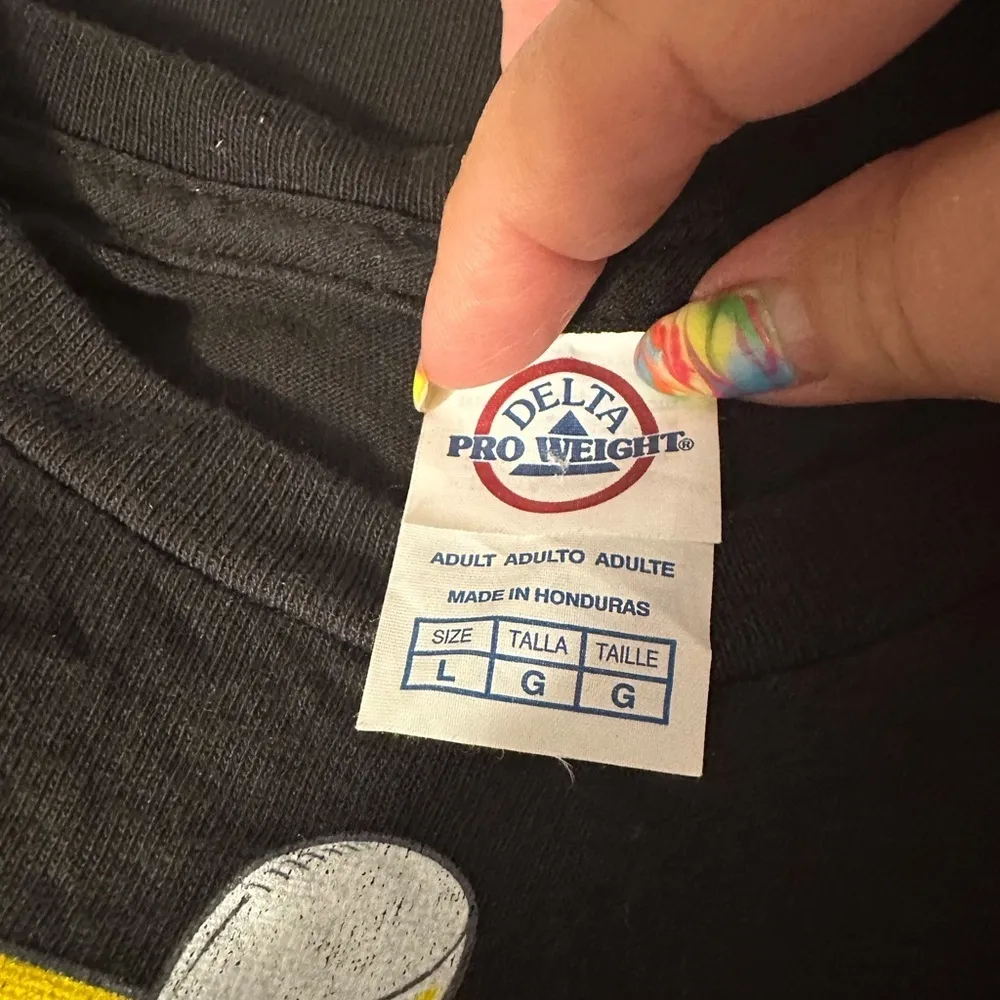 DELTA
PRO WEIGHT®
ADULT ADULTO ADULTE
MADE IN HONDURAS
SIZE TALLA TAILLE
L G G